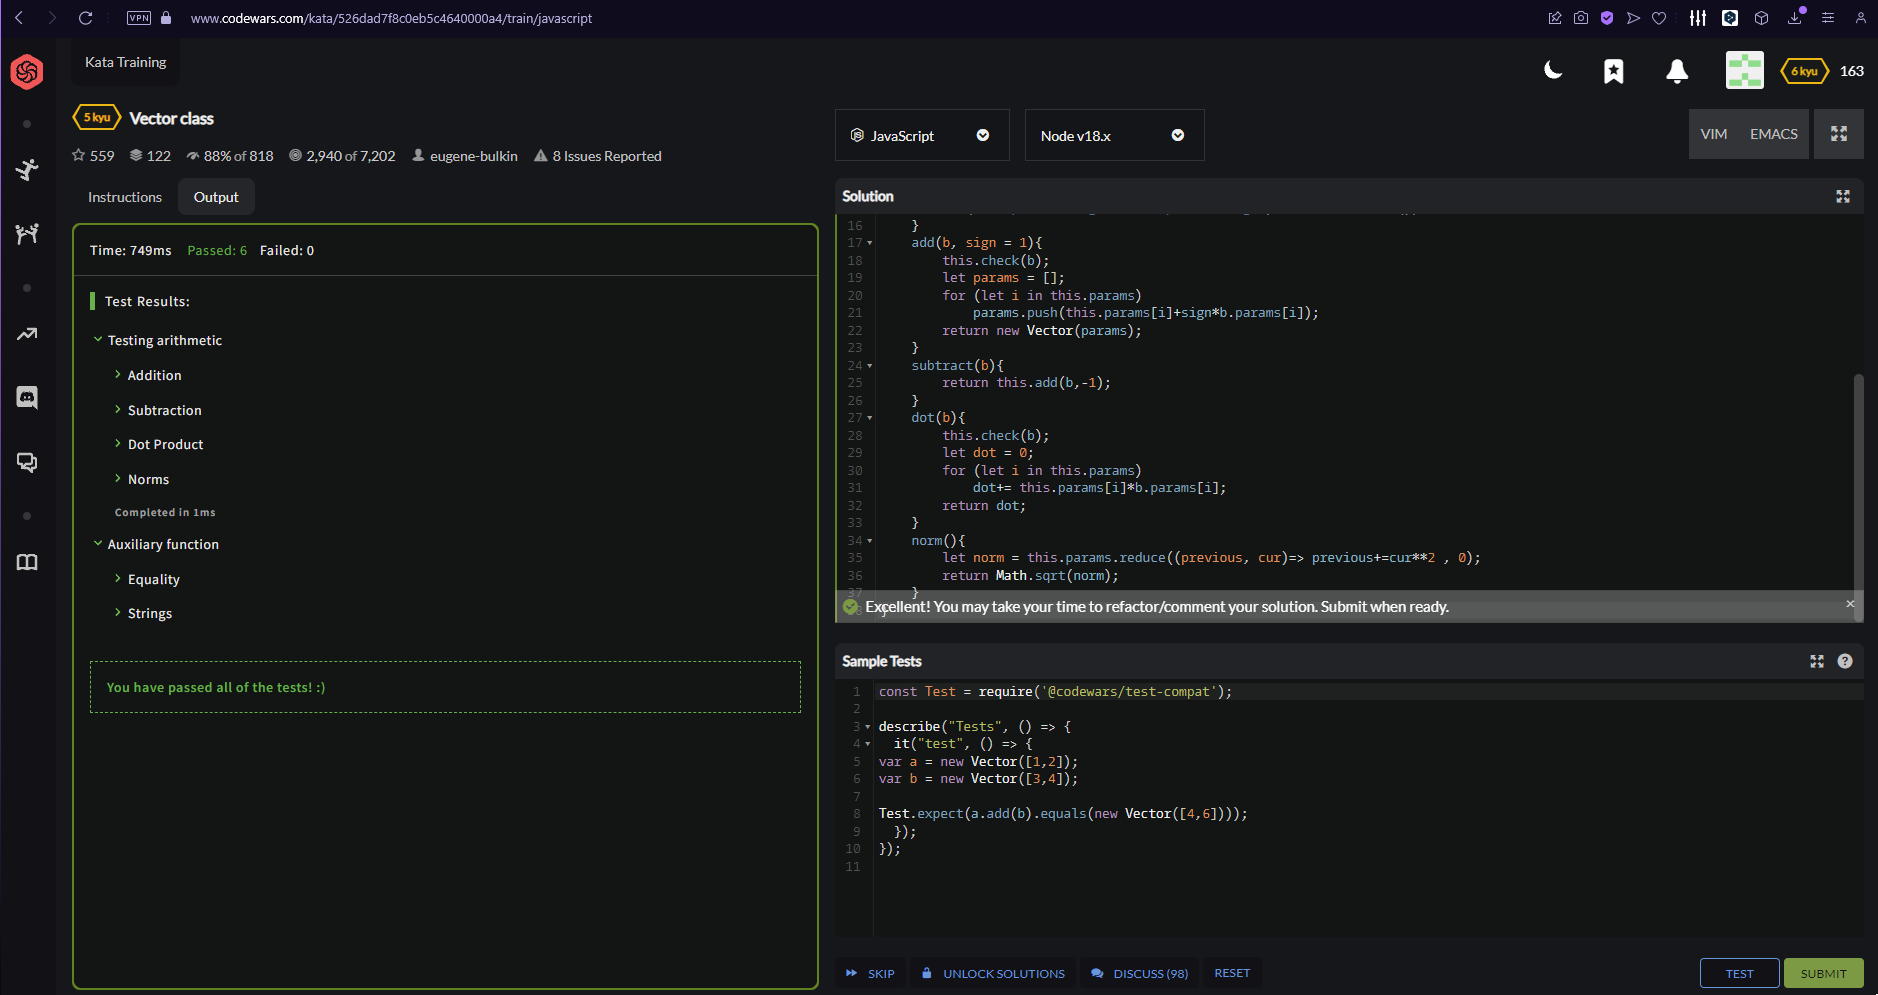 VPN www.codewars.com/kata/526dad7f8c0eb5c4640000a4/train/javascript
Kata Training
6 kyu 163
5 kyu Vector class
559 122 88% of 818 2,940 of 7,202 eugene-bulkin 8 Issues Reported
Instructions Output
Time: 749ms Passed: 6 Failed: 0
Test Results:
Testing arithmetic
Addition
Subtraction
Dot Product
Norms
Completed in 1ms
Auxiliary function
Equality
Strings
You have passed all of the tests! :)
JavaScript Node v18.x VIM EMACS
Solution
16 }
17 add(b, sign = 1){
18 this.check(b);
19 let params = [];
20 for (let i in this.params)
21 params.push(this.params[i]+sign*b.params[i]);
22 return new Vector(params);
23 }
24 subtract(b){
25 return this.add(b,-1);
26 }
27 dot(b){
28 this.check(b);
29 let dot = 0;
30 for (let i in this.params)
31 dot+= this.params[i]*b.params[i];
32 return dot;
33 }
34 norm(){
35 let norm = this.params.reduce((previous, cur)=> previous+=cur**2 , 0);
36 return Math.sqrt(norm);
37 }
Excellent! You may take your time to refactor/comment your solution. Submit when ready.
Sample Tests
1 const Test = require('@codewars/test-compat');
2
3 describe("Tests", () => {
4 it("test", () => {
5 var a = new Vector([1,2]);
6 var b = new Vector([3,4]);
7
8 Test.expect(a.add(b).equals(new Vector([4,6])));
9 });
10 });
11
SKIP UNLOCK SOLUTIONS DISCUSS (98) RESET TEST SUBMIT